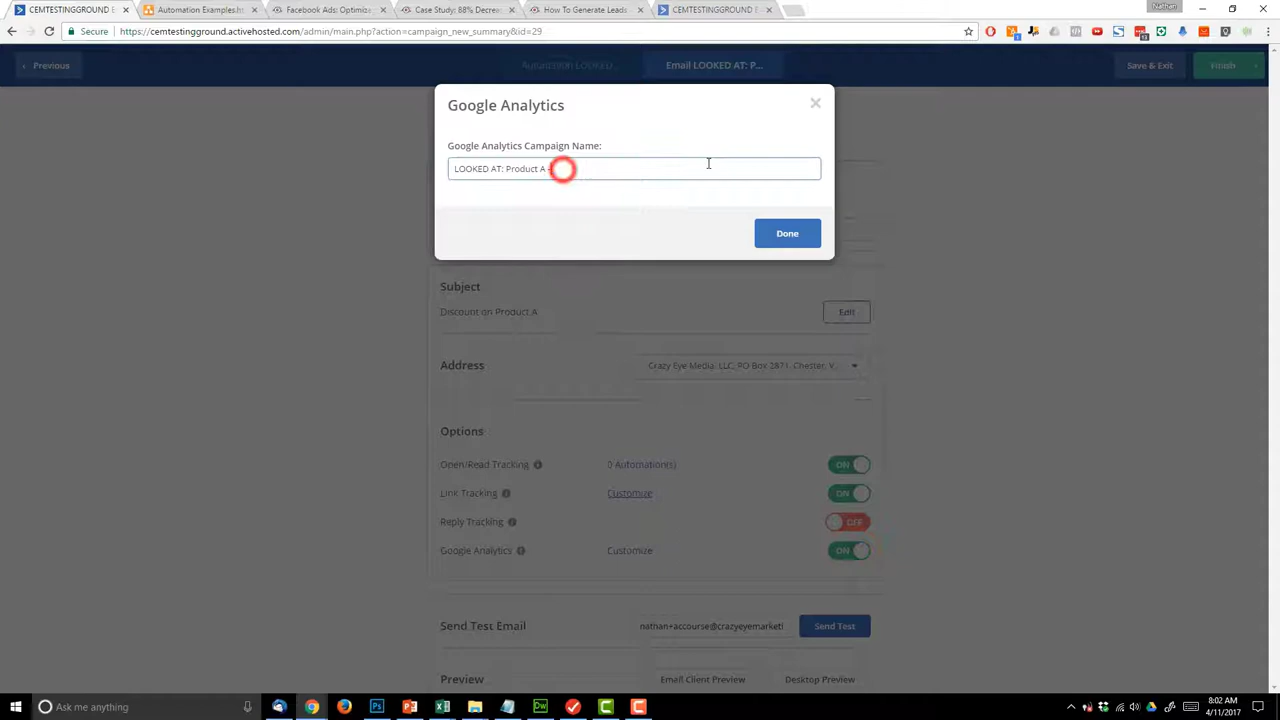 CEMTESTINGGROUND E
Automation Examples.ht
Facebook Ads: Optimize
Case Study: 88% Decrea
How To Generate Leads
CEMTESTINGGROUND E
Nathan
Secure
https://cemtestingground.activehosted.com/admin/main.php?action=campaign_new_summary&id=29
Previous
Automation LOOKED...
Email LOOKED AT: P...
Save & Exit
Finish
Google Analytics
Google Analytics Campaign Name:
LOOKED AT: Product A -
Done
Subject
Discount on Product A
Edit
Address
Crazy Eye Media, LLC, PO Box 2871, Chester, V
Options
Open/Read Tracking
0 Automation(s)
ON
Link Tracking
Customize
ON
Reply Tracking
OFF
Google Analytics
Customize
ON
Send Test Email
nathan+accourse@crazyeyemarketi
Send Test
Preview
Email Client Preview
Desktop Preview
Ask me anything
8:02 AM
4/11/2017